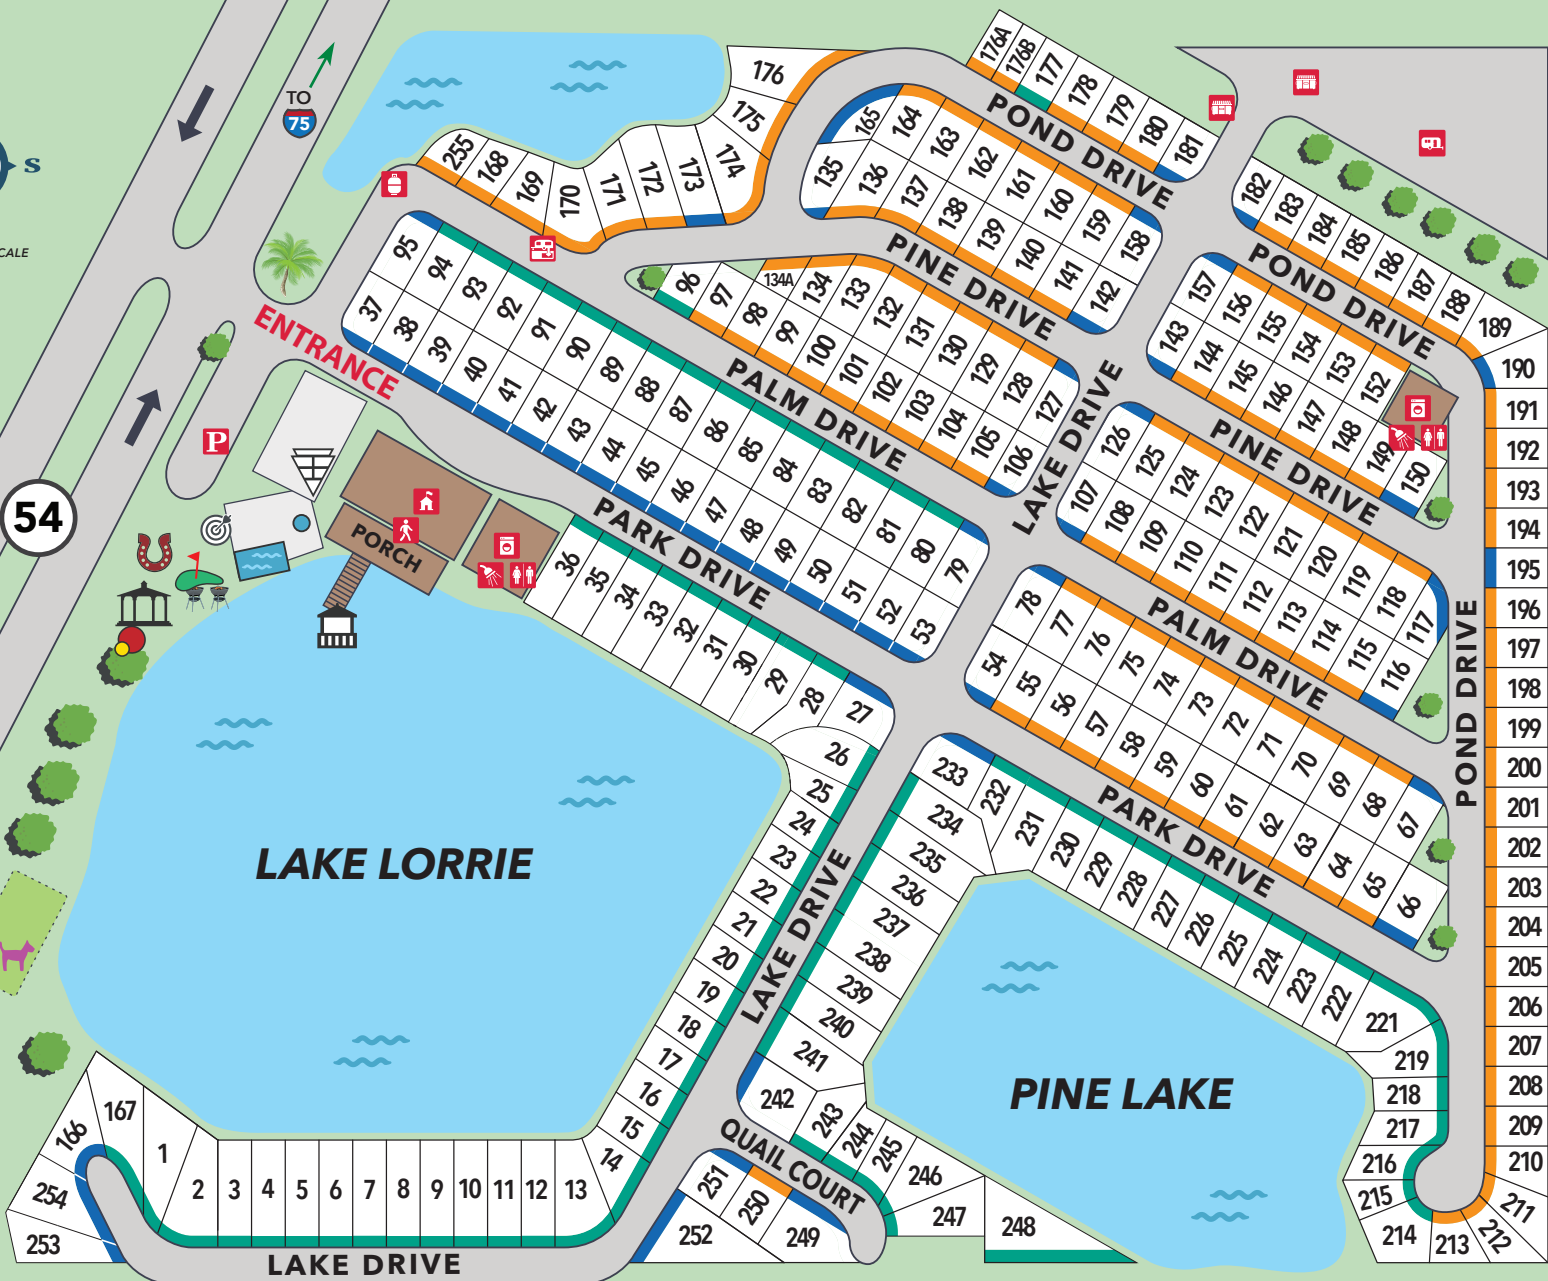 S
CALE
TO
75
54
P
ENTRANCE
PORCH
LAKE LORRIE
PINE LAKE
POND DRIVE
PINE DRIVE
PALM DRIVE
PARK DRIVE
LAKE DRIVE
POND DRIVE
PINE DRIVE
PALM DRIVE
PARK DRIVE
POND DRIVE
LAKE DRIVE
QUAIL COURT
LAKE DRIVE
176A 176B 177 178 179 180 181
176 175 174 173 172 171 170 169 168 255
165 164 163 162 161 160 159 158
135 136 137 138 139 140 141 142
182 183 184 185 186 187 188 189
190
191
192
193
194
195
196
197
198
199
200
201
202
203
204
205
206
207
208
209
210
211
212
213
214
215
216
217
218
219
221
157 156 155 154 153 152
143 144 145 146 147 148 149 150
96 97 134A 134 133 132 131 130 129 128 127
98 99 100 101 102 103 104 105 106
95 94 93 92 91 90 89 88 87 86 85 84 83 82 81 80 79
37 38 39 40 41 42 43 44 45 46 47 48 49 50 51 52 53
126 125 124 123 122 121 120 119 118 117
107 108 109 110 111 112 113 114 115 116
78 77 76 75 74 73 72 71 70 69 68 67
54 55 56 57 58 59 60 61 62 63 64 65 66
36 35 34 33 32 31 30 29 28 27
26
25
24
23
22
21
20
19
18
17
16
15
14
233 232 231 230 229 228 227 226 225 224 223 222
234
235
236
237
238
239
240
241
242 243 244 245 246
247
248
251 250 249
252
166 167 1 2 3 4 5 6 7 8 9 10 11 12 13
254
253